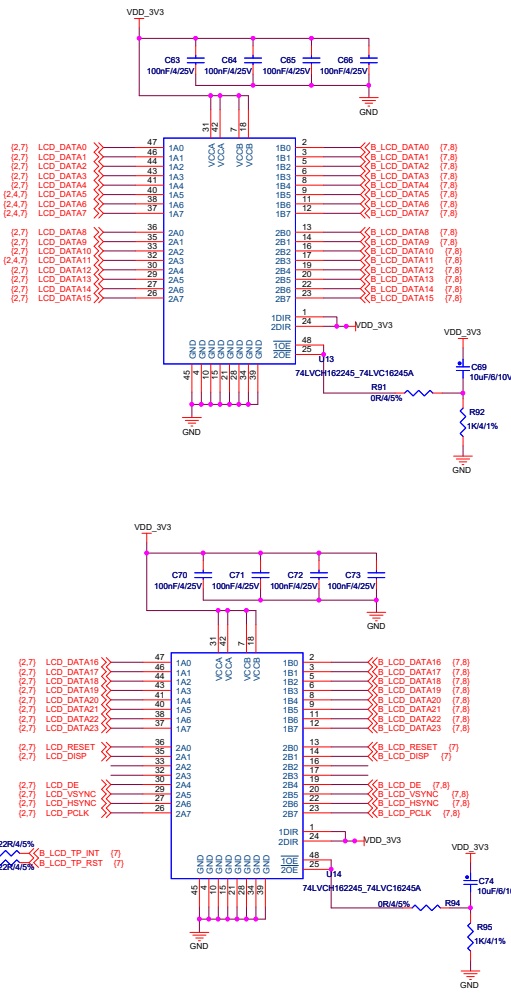 VDD_3V3
C63 C64 C65 C66
100nF/4/25V 100nF/4/25V 100nF/4/25V 100nF/4/25V
GND
31 42 7 18
VCCA VCCA VCCB VCCB
{2,7} LCD_DATA0 47 1A0 1B0 2 B_LCD_DATA0 {7,8}
{2,7} LCD_DATA1 46 1A1 1B1 3 B_LCD_DATA1 {7,8}
{2,7} LCD_DATA2 44 1A2 1B2 5 B_LCD_DATA2 {7,8}
{2,7} LCD_DATA3 43 1A3 1B3 6 B_LCD_DATA3 {7,8}
{2,7} LCD_DATA4 41 1A4 1B4 8 B_LCD_DATA4 {7,8}
{2,7} LCD_DATA5 40 1A5 1B5 9 B_LCD_DATA5 {7,8}
{2,4,7} LCD_DATA6 38 1A6 1B6 11 B_LCD_DATA6 {7,8}
{2,4,7} LCD_DATA7 37 1A7 1B7 12 B_LCD_DATA7 {7,8}
{2,7} LCD_DATA8 36 2A0 2B0 13 B_LCD_DATA8 {7,8}
{2,7} LCD_DATA9 35 2A1 2B1 14 B_LCD_DATA9 {7,8}
{2,7} LCD_DATA10 33 2A2 2B2 16 B_LCD_DATA10 {7,8}
{2,4,7} LCD_DATA11 32 2A3 2B3 17 B_LCD_DATA11 {7,8}
{2,7} LCD_DATA12 30 2A4 2B4 19 B_LCD_DATA12 {7,8}
{2,7} LCD_DATA13 29 2A5 2B5 20 B_LCD_DATA13 {7,8}
{2,7} LCD_DATA14 27 2A6 2B6 22 B_LCD_DATA14 {7,8}
{2,7} LCD_DATA15 26 2A7 2B7 23 B_LCD_DATA15 {7,8}
1DIR 1
2DIR 24 VDD_3V3
1OE 48
2OE 25
GND GND GND GND GND GND GND GND
45 4 10 15 21 28 34 39
U13
74LVCH162245_74LVC16245A
GND
R91
0R/4/5%
C69
10uF/6/10V
R92
1K/4/1%
GND
VDD_3V3
C70 C71 C72 C73
100nF/4/25V 100nF/4/25V 100nF/4/25V 100nF/4/25V
GND
31 42 7 18
VCCA VCCA VCCB VCCB
{2,7} LCD_DATA16 47 1A0 1B0 2 B_LCD_DATA16 {7,8}
{2,7} LCD_DATA17 46 1A1 1B1 3 B_LCD_DATA17 {7,8}
{2,7} LCD_DATA18 44 1A2 1B2 5 B_LCD_DATA18 {7,8}
{2,7} LCD_DATA19 43 1A3 1B3 6 B_LCD_DATA19 {7,8}
{2,7} LCD_DATA20 41 1A4 1B4 8 B_LCD_DATA20 {7,8}
{2,7} LCD_DATA21 40 1A5 1B5 9 B_LCD_DATA21 {7,8}
{2,7} LCD_DATA22 38 1A6 1B6 11 B_LCD_DATA22 {7,8}
{2,7} LCD_DATA23 37 1A7 1B7 12 B_LCD_DATA23 {7,8}
{2,7} LCD_RESET 36 2A0 2B0 13 B_LCD_RESET {7}
{2,7} LCD_DISP 35 2A1 2B1 14 B_LCD_DISP {7}
33 2A2 2B2 16
32 2A3 2B3 17
{2,7} LCD_DE 30 2A4 2B4 19 B_LCD_DE {7,8}
{2,7} LCD_VSYNC 29 2A5 2B5 20 B_LCD_VSYNC {7,8}
{2,7} LCD_HSYNC 27 2A6 2B6 22 B_LCD_HSYNC {7,8}
{2,7} LCD_PCLK 26 2A7 2B7 23 B_LCD_PCLK {7,8}
1DIR 1
2DIR 24 VDD_3V3
1OE 48
2OE 25
22R/4/5% B_LCD_TP_INT {7}
22R/4/5% B_LCD_TP_RST {7}
GND GND GND GND GND GND GND GND
45 4 10 15 21 28 34 39
U14
74LVCH162245_74LVC16245A
GND
0R/4/5% R94
VDD_3V3
C74
10uF/6/10
R95
1K/4/1%
GND